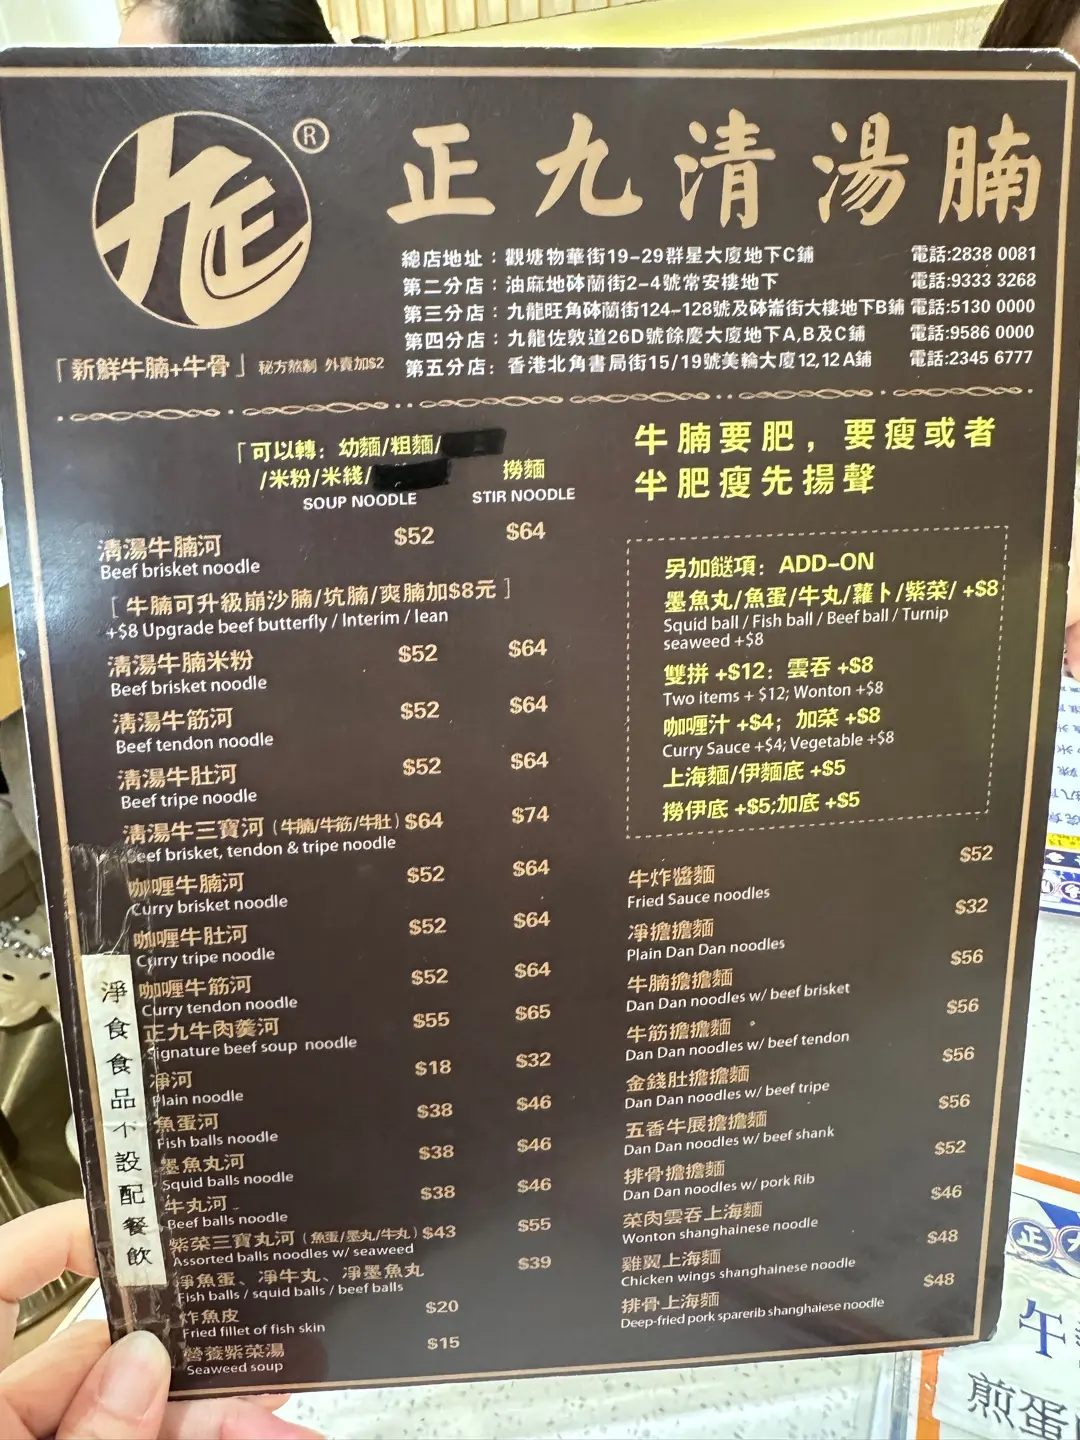 正九清湯腩
®
總店地址：觀塘物華街19-29群星大廈地下C鋪 電話:2838 0081
第二分店：油麻地砵蘭街2-4號常安樓地下 電話:9333 3268
第三分店：九龍旺角砵蘭街124-128號及砵崙街大樓地下B鋪 電話:5130 0000
第四分店：九龍佐敦道26D號餘慶大廈地下A,B及C鋪 電話:9586 0000
第五分店：香港北角書局街15/19號美輪大廈12,12A鋪 電話:2345 6777
「新鮮牛腩+牛骨」秘方熬制 外賣加$2
「可以轉：幼麵/粗麵/
/米粉/米綫/
SOUP NOODLE
撈麵
STIR NOODLE
清湯牛腩河 $52 $64
Beef brisket noodle
[ 牛腩可升級崩沙腩/坑腩/爽腩加$8元 ]
+$8 Upgrade beef butterfly / Interim / lean
清湯牛腩米粉 $52 $64
Beef brisket noodle
清湯牛筋河 $52 $64
Beef tendon noodle
清湯牛肚河 $52 $64
Beef tripe noodle
清湯牛三寶河（牛腩/牛筋/牛肚）$64 $74
Beef brisket, tendon & tripe noodle
咖喱牛腩河 $52 $64
Curry brisket noodle
咖喱牛肚河 $52 $64
Curry tripe noodle
咖喱牛筋河 $52 $64
Curry tendon noodle
正九牛肉羹河 $55 $65
Signature beef soup noodle
淨河 $18 $32
Plain noodle
魚蛋河 $38 $46
Fish balls noodle
墨魚丸河 $38 $46
Squid balls noodle
牛丸河 $38 $46
Beef balls noodle
紫菜三寶丸河（魚蛋/墨丸/牛丸）$43 $55
Assorted balls noodles w/ seaweed
淨魚蛋、淨牛丸、淨墨魚丸 $39
Fish balls / squid balls / beef balls
炸魚皮 $20
Fried fillet of fish skin
營養紫菜湯 $15
Seaweed soup
淨食食品不設配餐飲
牛腩要肥，要瘦或者
半肥瘦先揚聲
另加餸項：ADD-ON
墨魚丸/魚蛋/牛丸/蘿卜/紫菜/ +$8
Squid ball / Fish ball / Beef ball / Turnip
seaweed +$8
雙拼 +$12；雲吞 +$8
Two items + $12; Wonton +$8
咖喱汁 +$4；加菜 +$8
Curry Sauce +$4; Vegetable +$8
上海麵/伊麵底 +$5
撈伊底 +$5;加底 +$5
牛炸醬麵 $52
Fried Sauce noodles
淨擔擔麵 $32
Plain Dan Dan noodles
牛腩擔擔麵 $56
Dan Dan noodles w/ beef brisket
牛筋擔擔麵 $56
Dan Dan noodles w/ beef tendon
金錢肚擔擔麵 $56
Dan Dan noodles w/ beef tripe
五香牛展擔擔麵 $56
Dan Dan noodles w/ beef shank
排骨擔擔麵 $52
Dan Dan noodles w/ pork Rib
菜肉雲吞上海麵 $46
Wonton shanghainese noodle
雞翼上海麵 $48
Chicken wings shanghainese noodle
排骨上海麵 $48
Deep-fried pork sparerib shanghaiese noodle
正
午
煎蛋